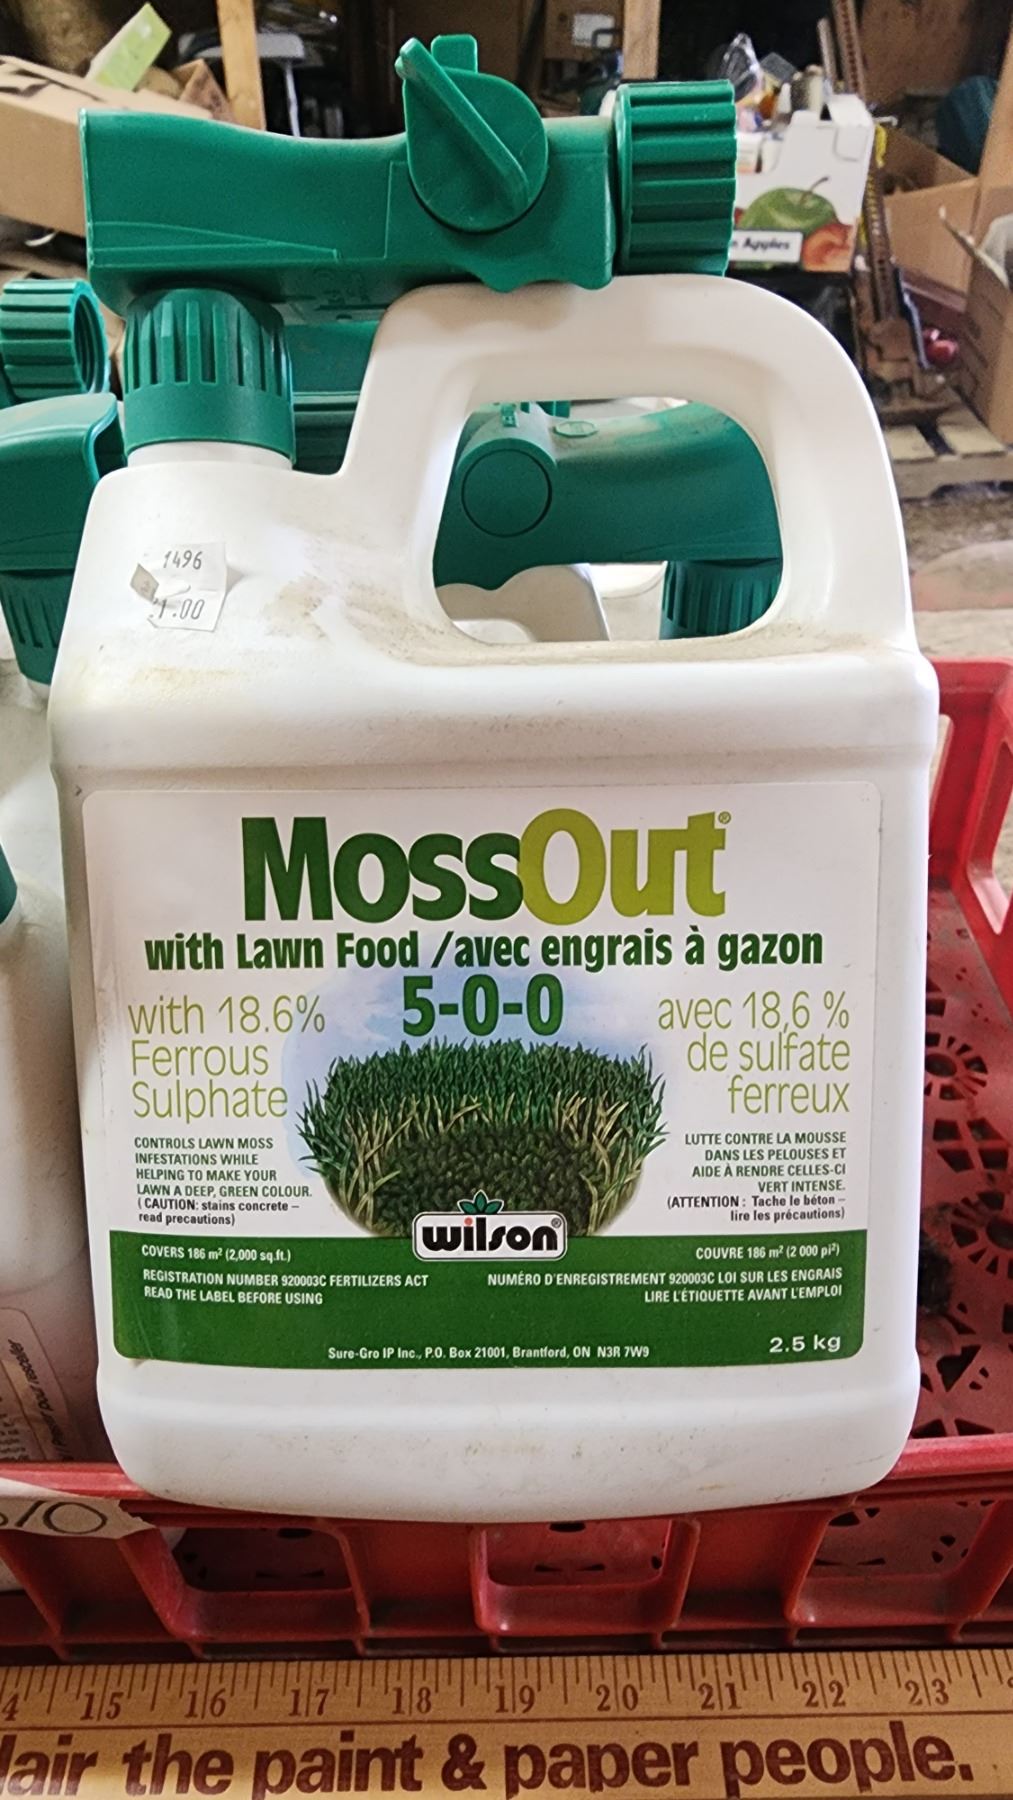 Apples
1496
1.00
MossOut®
with Lawn Food / avec engrais à gazon
5-0-0
with 18.6%
Ferrous
Sulphate
avec 18,6 %
de sulfate
ferreux
CONTROLS LAWN MOSS
INFESTATIONS WHILE
HELPING TO MAKE YOUR
LAWN A DEEP, GREEN COLOUR.
(CAUTION: stains concrete –
read precautions)
LUTTE CONTRE LA MOUSSE
DANS LES PELOUSES ET
AIDE À RENDRE CELLES-CI
VERT INTENSE.
(ATTENTION : Tache le béton –
lire les précautions)
wilson®
COVERS 186 m² (2,000 sq.ft.)
REGISTRATION NUMBER 920003C FERTILIZERS ACT
READ THE LABEL BEFORE USING
COUVRE 186 m² (2 000 pi²)
NUMÉRO D'ENREGISTREMENT 920003C LOI SUR LES ENGRAIS
LIRE L'ÉTIQUETTE AVANT L'EMPLOI
2.5 kg
Sure-Gro IP Inc., P.O. Box 21001, Brantford, ON N3R 7W9
4 15 16 17 18 19 20 21 22 23
lair the paint & paper people.